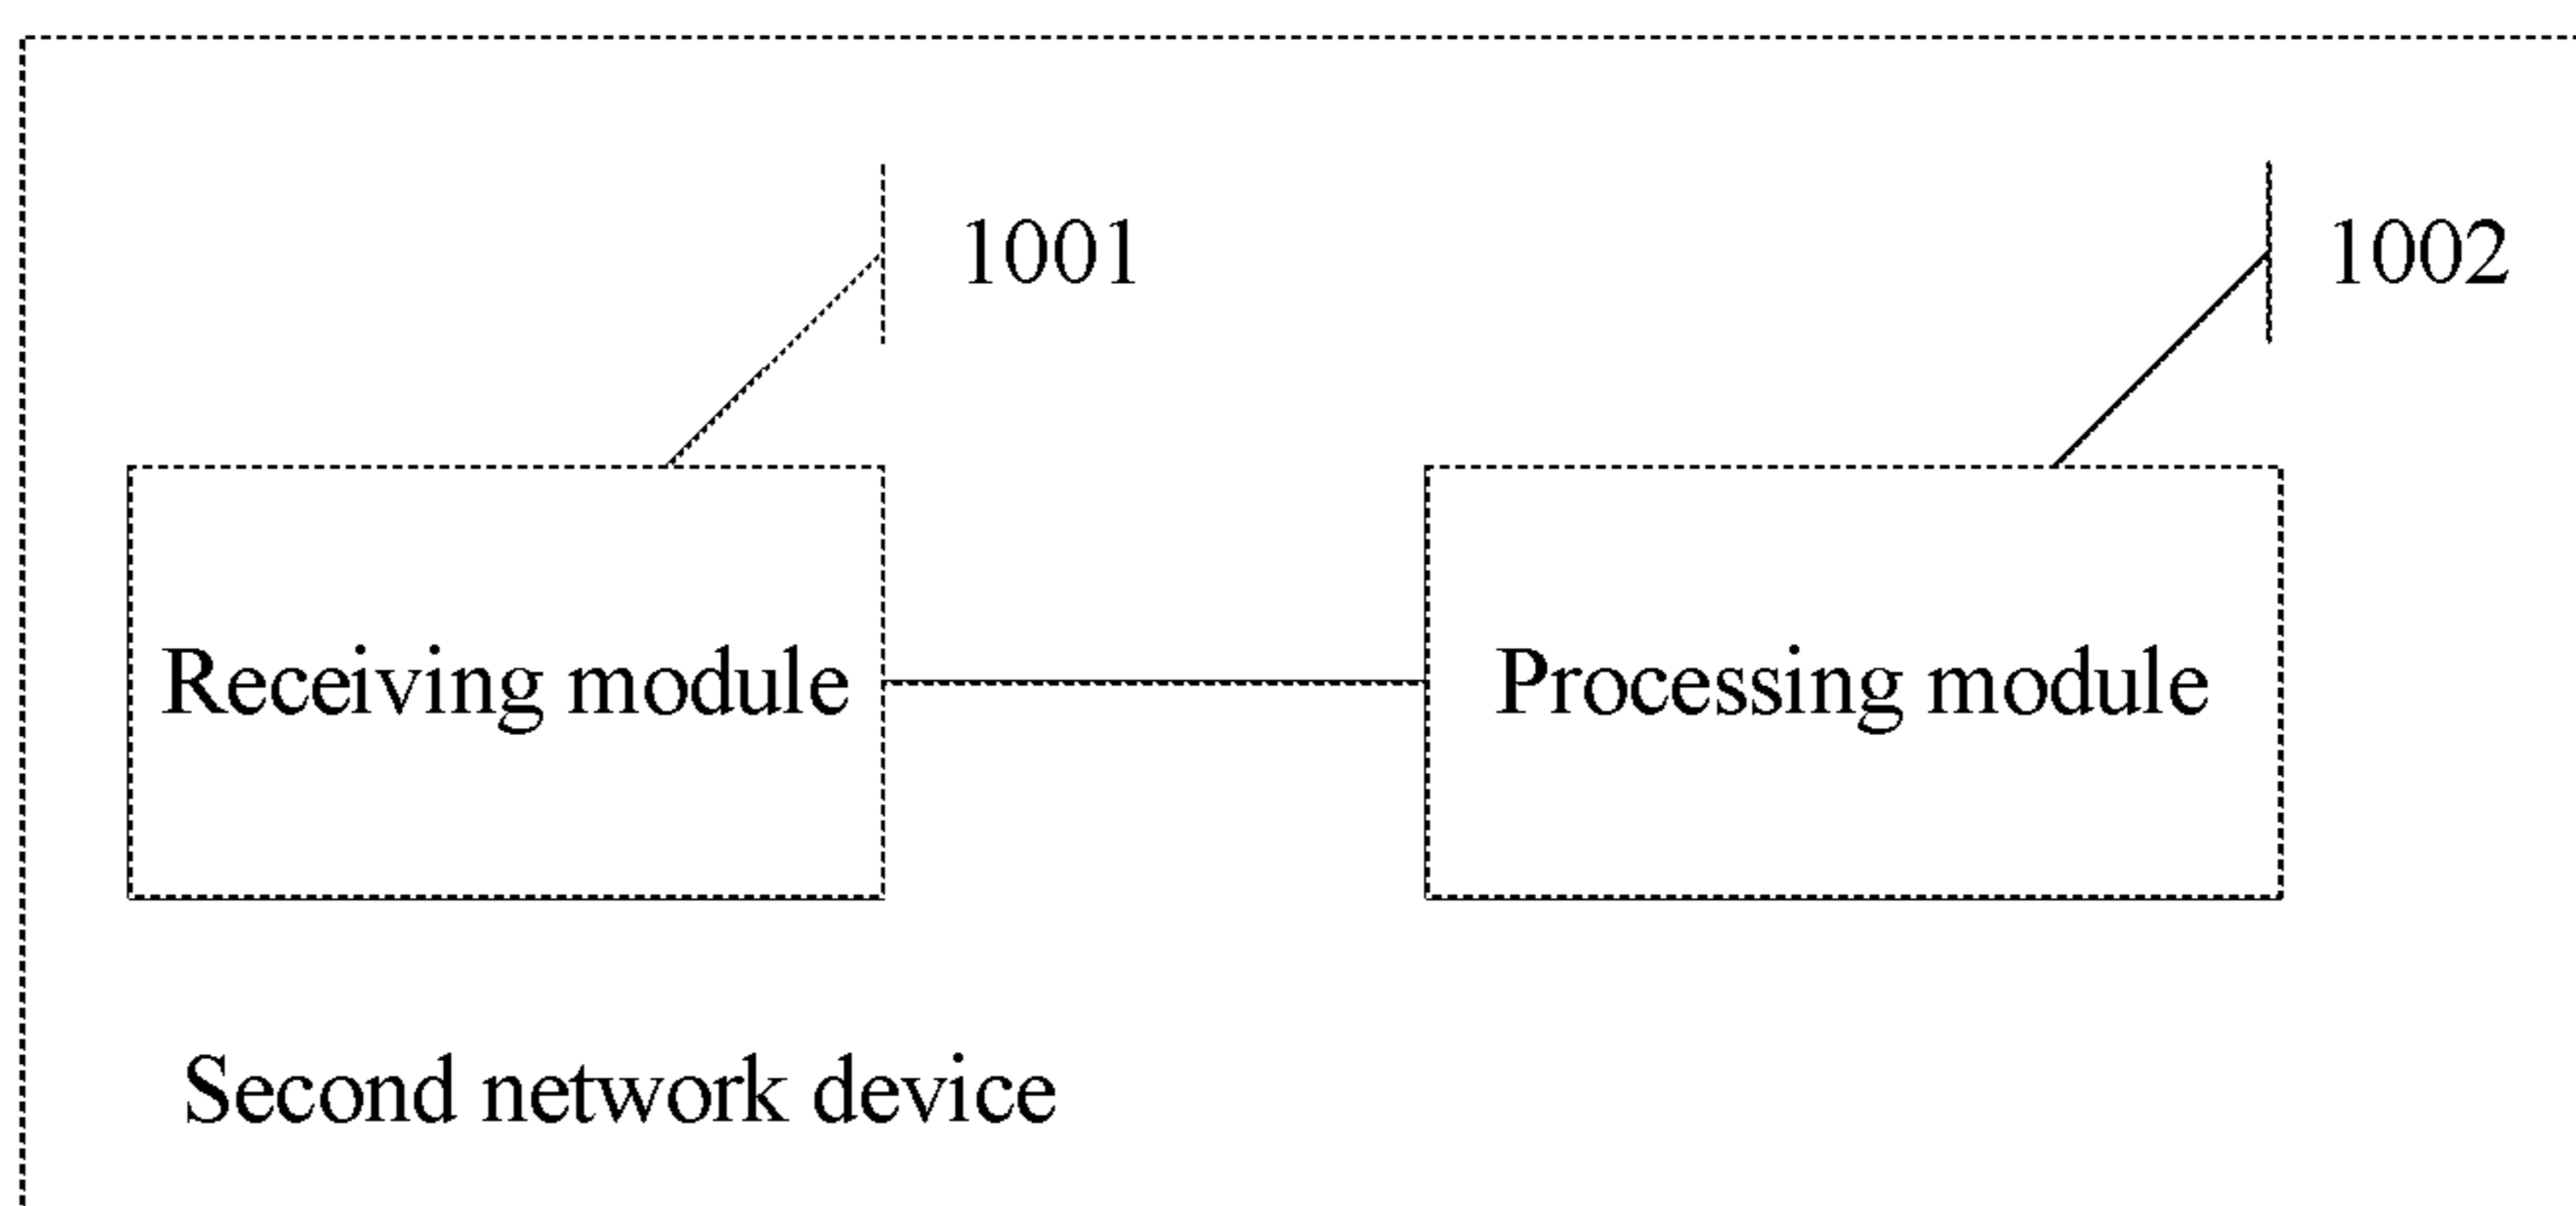 1001
1002
Receiving module
Processing module
Second network device